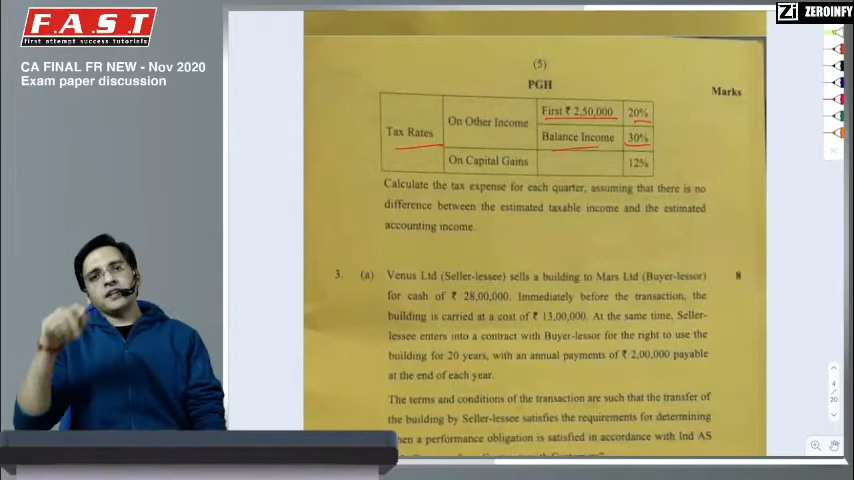 F.A.S.T
first attempt success tutorials
CA FINAL FR NEW - Nov 2020
Exam paper discussion
Zi ZEROINFY
(5)
PGH
Marks
Tax Rates
On Other Income
First ₹ 2,50,000
20%
Balance Income
30%
On Capital Gains
12%
Calculate the tax expense for each quarter, assuming that there is no
difference between the estimated taxable income and the estimated
accounting income.
3. (a) Venus Ltd (Seller-lessee) sells a building to Mars Ltd (Buyer-lessor) 8
for cash of ₹ 28,00,000. Immediately before the transaction, the
building is carried at a cost of ₹ 13,00,000. At the same time, Seller-
lessee enters into a contract with Buyer-lessor for the right to use the
building for 20 years, with an annual payments of ₹ 2,00,000 payable
at the end of each year.
The terms and conditions of the transaction are such that the transfer of
the building by Seller-lessee satisfies the requirements for determining
when a performance obligation is satisfied in accordance with Ind AS
4
/
20